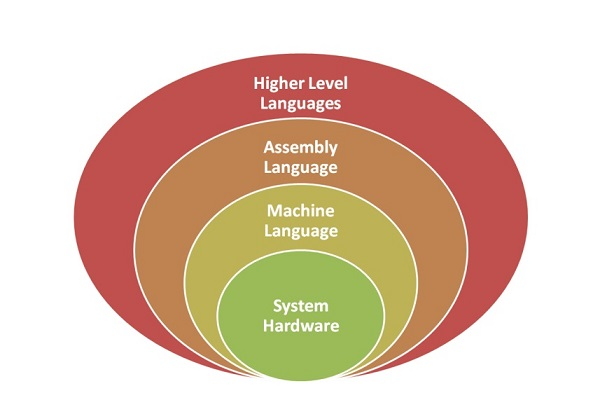 Higher Level
Languages
Assembly
Language
Machine
Language
System
Hardware